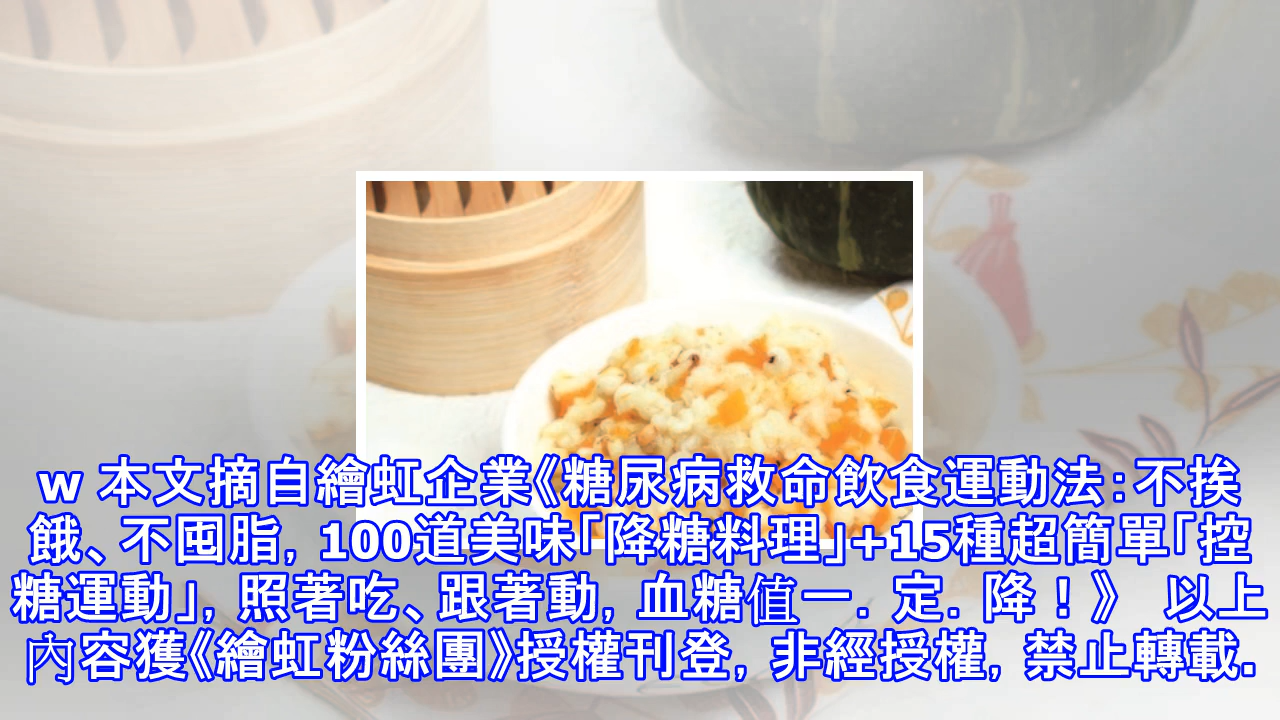 w 本文摘自繪虹企業《糖尿病救命飲食運動法:不挨
餓、不囤脂, 100道美味「降糖料理」+15種超簡單「控
糖運動」, 照著吃、跟著動, 血糖值一. 定. 降！》 以上
內容獲《繪虹粉絲團》授權刊登, 非經授權, 禁止轉載.